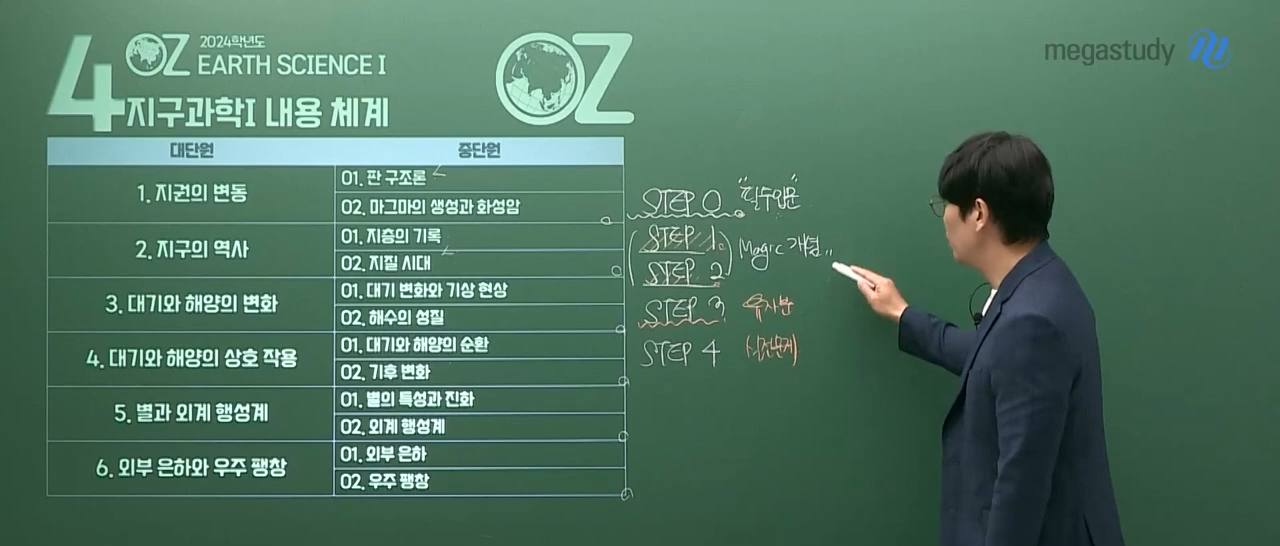 megastudy
4
OZ
2024학년도
EARTH SCIENCE I
OZ
지구과학I 내용 체계
대단원 중단원
1. 지권의 변동
01. 판 구조론
02. 마그마의 생성과 화성암
2. 지구의 역사
01. 지층의 기록
02. 지질 시대
3. 대기와 해양의 변화
01. 대기 변화와 기상 현상
02. 해수의 성질
4. 대기와 해양의 상호 작용
01. 대기와 해양의 순환
02. 기후 변화
5. 별과 외계 행성계
01. 별의 특성과 진화
02. 외계 행성계
6. 외부 은하와 우주 팽창
01. 외부 은하
02. 우주 팽창
STEP 0 "필수입문"
STEP 1.
STEP 2
Magic 개념..
STEP 3 유자분
STEP 4